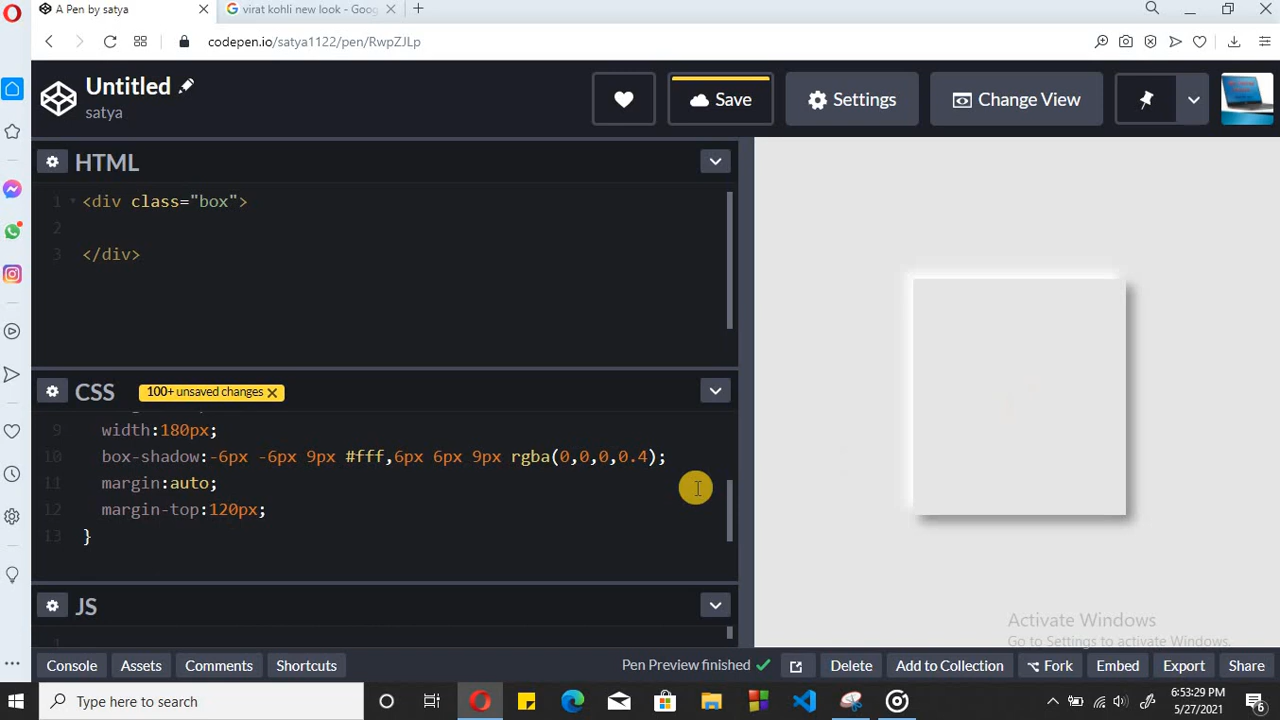 A Pen by satya
virat kohli new look - Goog
codepen.io/satya1122/pen/RwpZJLp
Untitled
satya
Save
Settings
Change View
HTML
1 <div class="box">
2
3 </div>
CSS
100+ unsaved changes
9 width:180px;
10 box-shadow:-6px -6px 9px #fff,6px 6px 9px rgba(0,0,0,0.4);
11 margin:auto;
12 margin-top:120px;
13 }
JS
1
Activate Windows
Go to Settings to activate Windows.
Console
Assets
Comments
Shortcuts
Pen Preview finished
Delete
Add to Collection
Fork
Embed
Export
Share
Type here to search
6:53:29 PM
5/27/2021
6